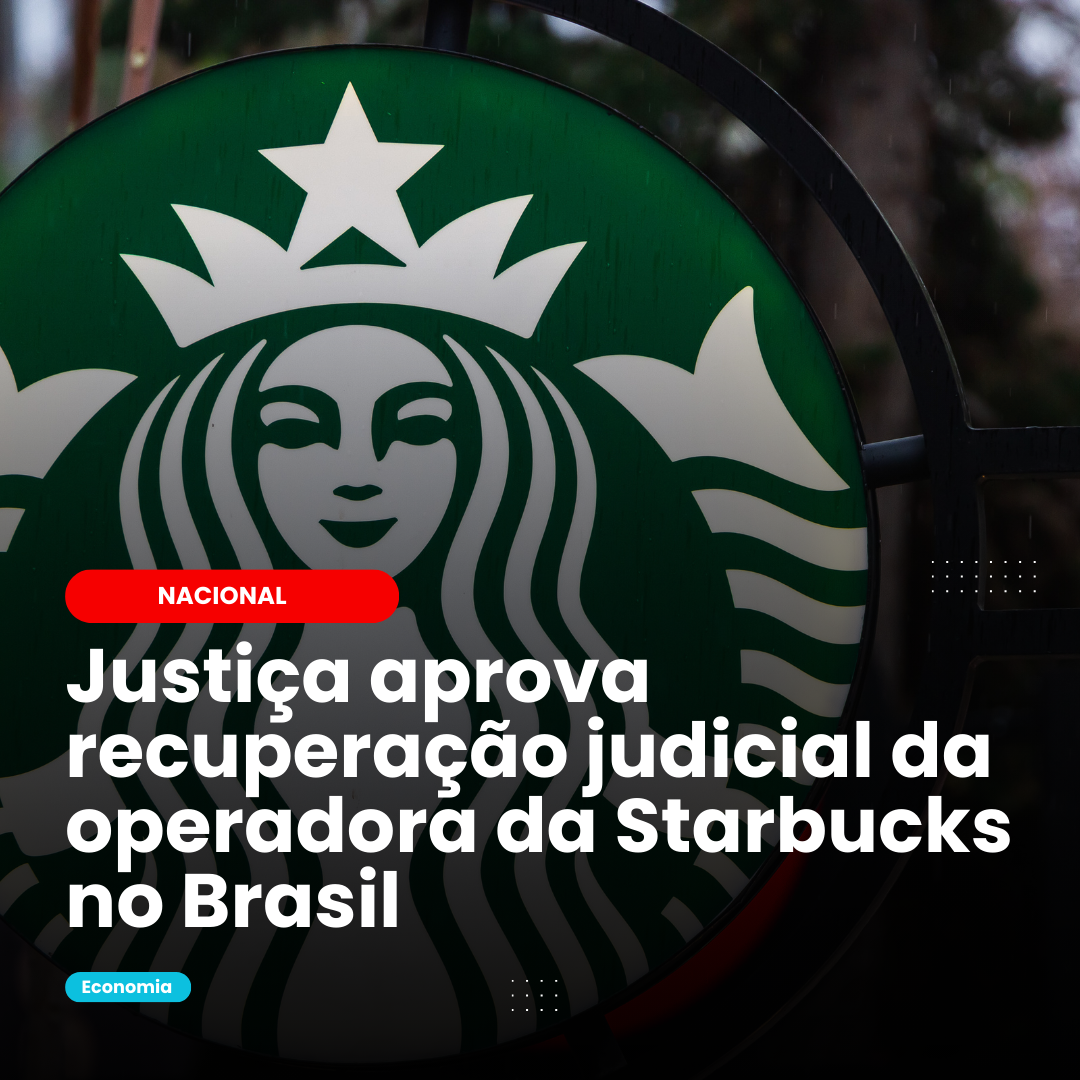 NACIONAL
Justiça aprova
recuperação judicial da
operadora da Starbucks
no Brasil
Economia